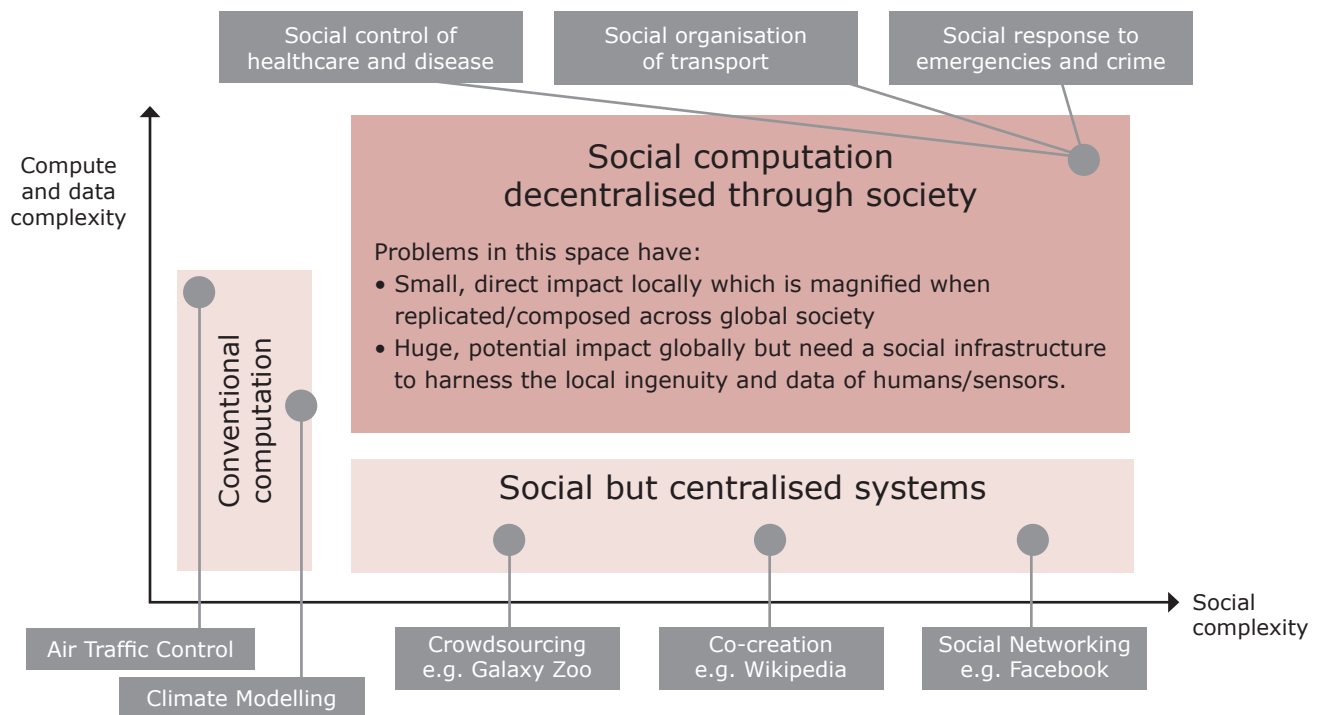 Social control of
healthcare and disease
Social organisation
of transport
Social response to
emergencies and crime
Compute
and data
complexity
Social computation
decentralised through society
Problems in this space have:
• Small, direct impact locally which is magnified when
replicated/composed across global society
• Huge, potential impact globally but need a social infrastructure
to harness the local ingenuity and data of humans/sensors.
Conventional
computation
Social but centralised systems
Social
complexity
Air Traffic Control
Climate Modelling
Crowdsourcing
e.g. Galaxy Zoo
Co-creation
e.g. Wikipedia
Social Networking
e.g. Facebook